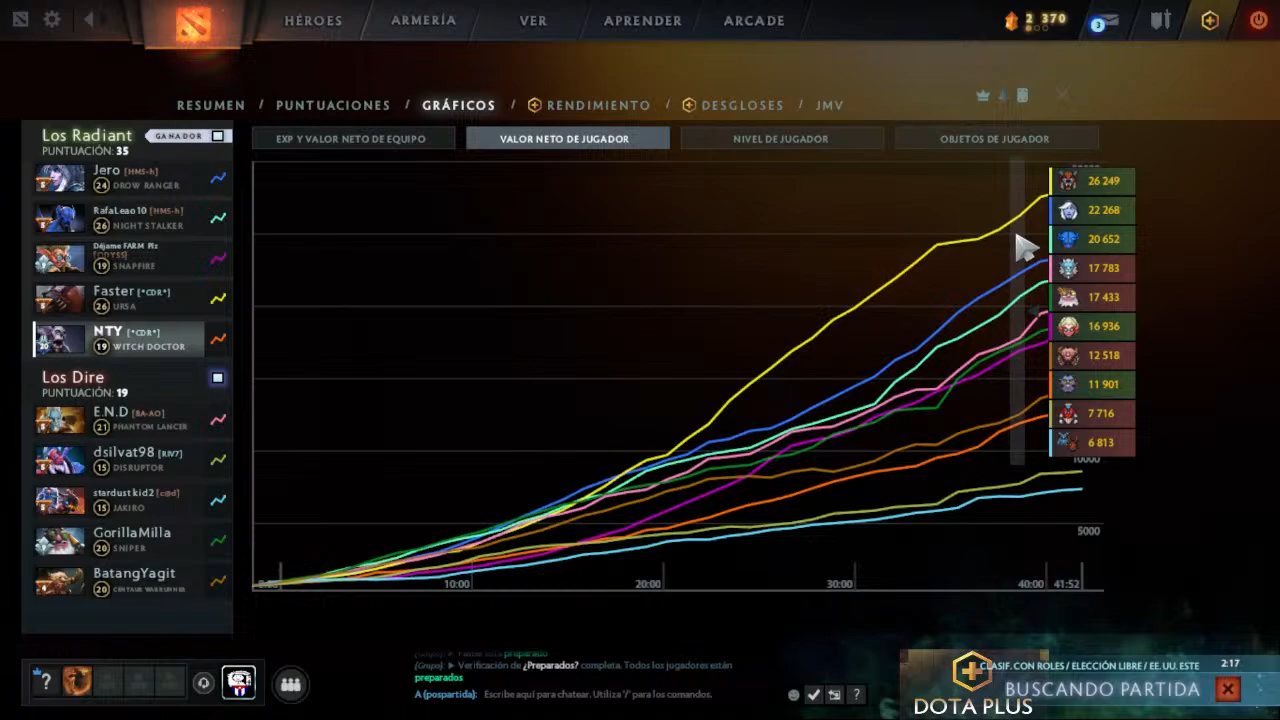 HÉROES
ARMERÍA
VER
APRENDER
ARCADE
2 370
3
RESUMEN / PUNTUACIONES / GRÁFICOS / RENDIMIENTO / DESGLOSES / JMV
Los Radiant
GANADOR
PUNTUACIÓN: 35
EXP Y VALOR NETO DE EQUIPO
VALOR NETO DE JUGADOR
NIVEL DE JUGADOR
OBJETOS DE JUGADOR
Jero [HMS-h]
24 DROW RANGER
RafaLeao10 [HMS-h]
26 NIGHT STALKER
Déjame FARM Plz
[ODYSS]
19 SNAPFIRE
Faster [*CDR*]
26 URSA
NTY [*CDR*]
19 WITCH DOCTOR
Los Dire
PUNTUACIÓN: 19
E.N.D [BA-AO]
21 PHANTOM LANCER
dsilvat98 [RIV7]
15 DISRUPTOR
stardust kid2 [c@d]
15 JAKIRO
GorillaMilla
20 SNIPER
BatangYagit
20 CENTAUR WARRUNNER
26 249
22 268
20 652
17 783
17 433
16 936
12 518
11 901
7 716
6 813
10000
5000
10:00
20:00
30:00
40:00
41:52
(Grupo):
preparado
(Grupo): Verificación de ¿Preparados? completa. Todos los jugadores están
preparados
A (pospartida): Escribe aquí para chatear. Utiliza '/' para los comandos.
?
?
DOTA PLUS
CLASIF. CON ROLES / ELECCIÓN LIBRE / EE. UU. ESTE
2:17
BUSCANDO PARTIDA